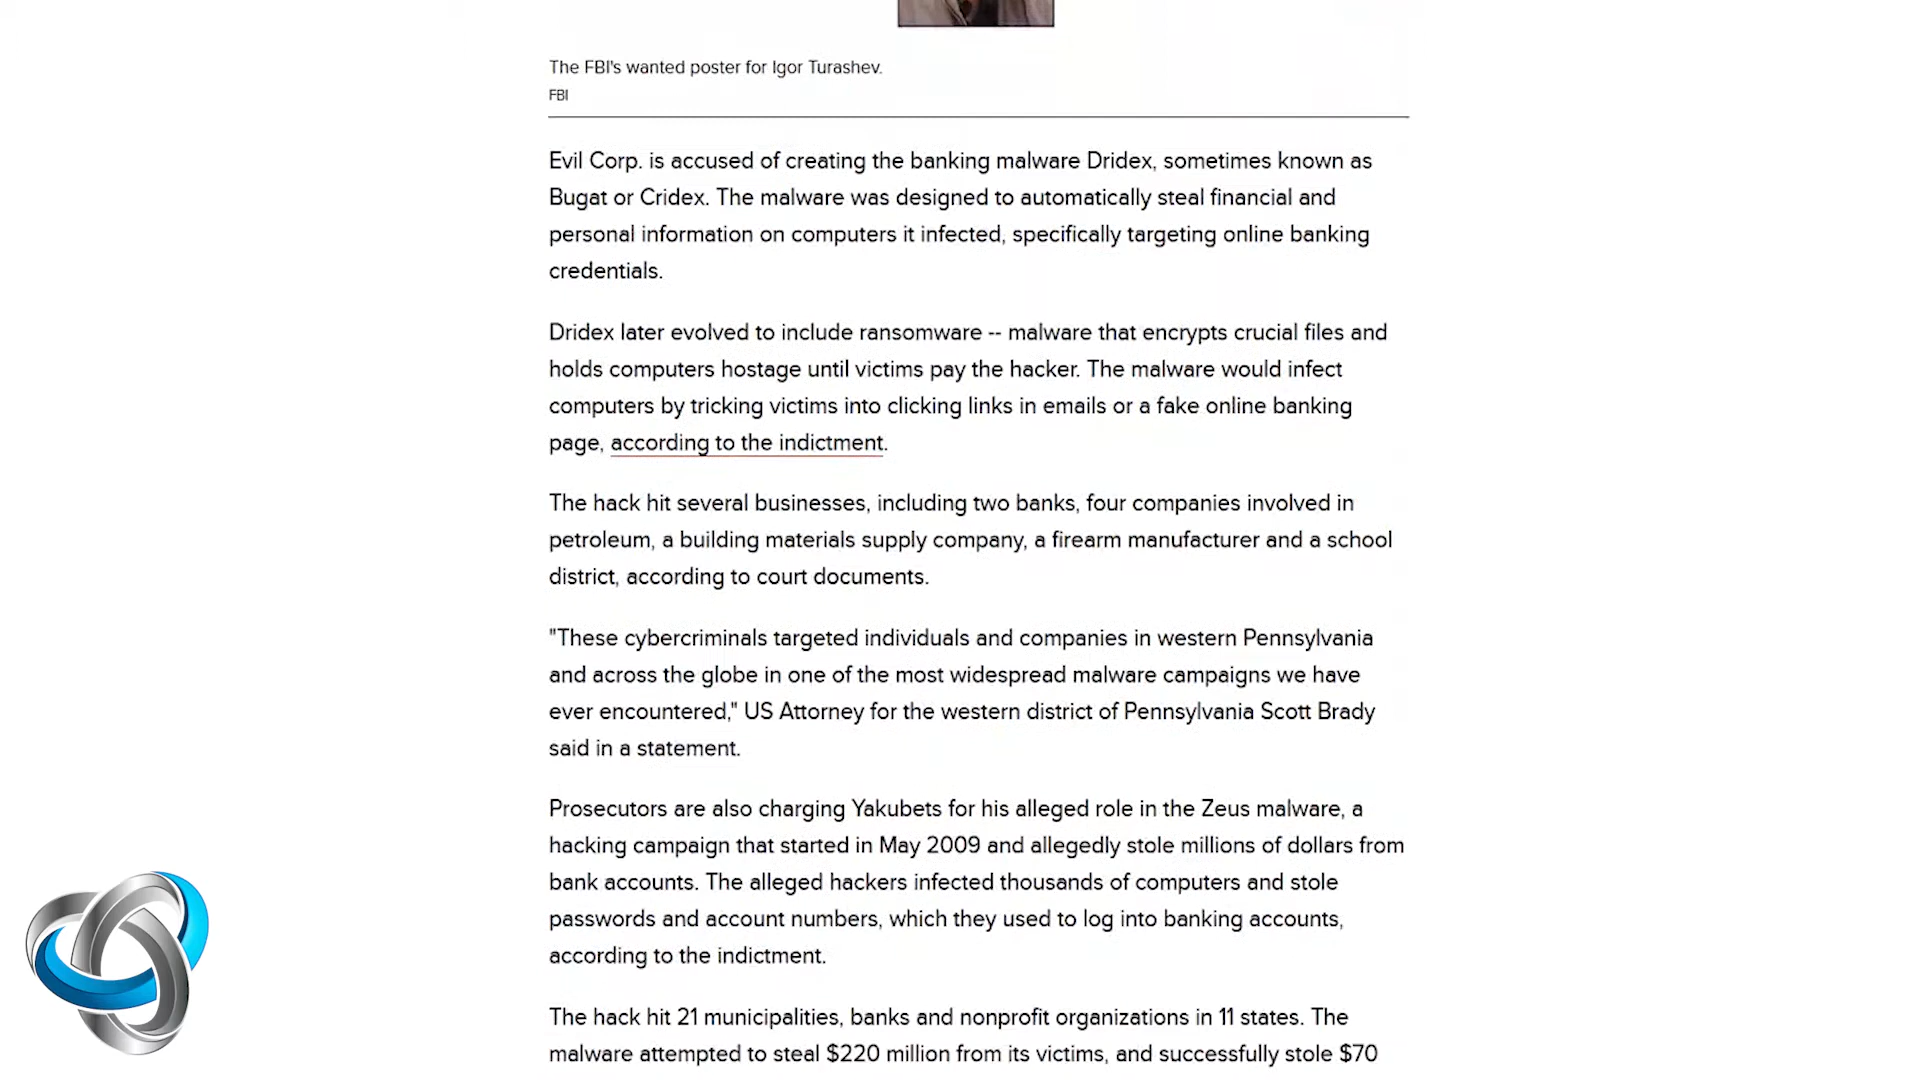 The FBI's wanted poster for Igor Turashev.
FBI
Evil Corp. is accused of creating the banking malware Dridex, sometimes known as
Bugat or Cridex. The malware was designed to automatically steal financial and
personal information on computers it infected, specifically targeting online banking
credentials.
Dridex later evolved to include ransomware -- malware that encrypts crucial files and
holds computers hostage until victims pay the hacker. The malware would infect
computers by tricking victims into clicking links in emails or a fake online banking
page, according to the indictment.
The hack hit several businesses, including two banks, four companies involved in
petroleum, a building materials supply company, a firearm manufacturer and a school
district, according to court documents.
"These cybercriminals targeted individuals and companies in western Pennsylvania
and across the globe in one of the most widespread malware campaigns we have
ever encountered," US Attorney for the western district of Pennsylvania Scott Brady
said in a statement.
Prosecutors are also charging Yakubets for his alleged role in the Zeus malware, a
hacking campaign that started in May 2009 and allegedly stole millions of dollars from
bank accounts. The alleged hackers infected thousands of computers and stole
passwords and account numbers, which they used to log into banking accounts,
according to the indictment.
The hack hit 21 municipalities, banks and nonprofit organizations in 11 states. The
malware attempted to steal $220 million from its victims, and successfully stole $70